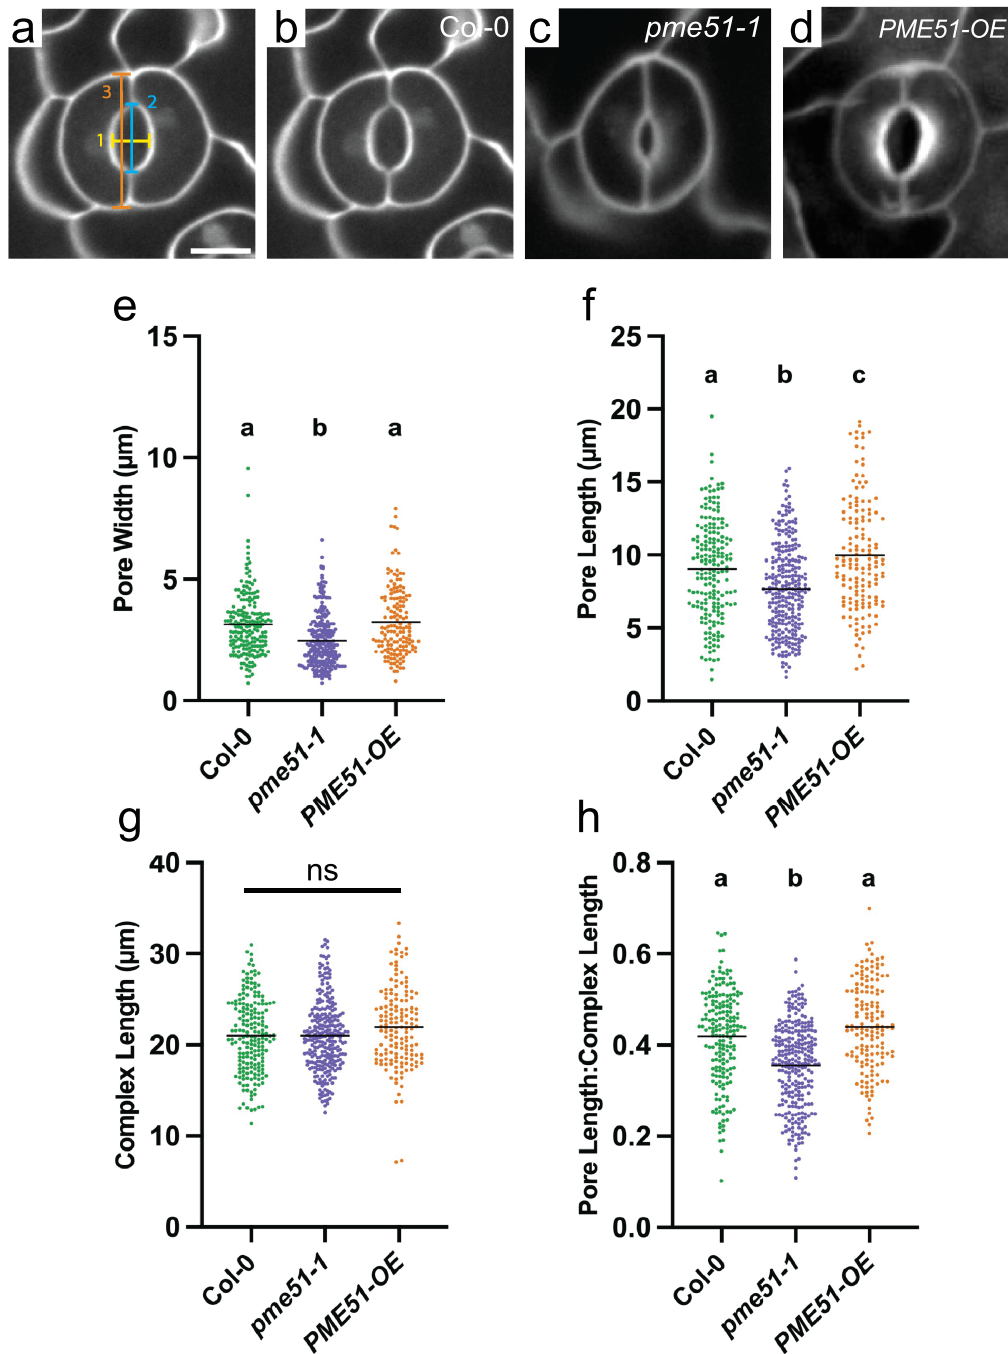 a
b
Col-0
c
pme51-1
d
PME51-OE
3
2
1
e
15
10
5
0
Pore Width (µm)
a
b
a
Col-0
pme51-1
PME51-OE
f
25
20
15
10
5
0
Pore Length (µm)
a
b
c
Col-0
pme51-1
PME51-OE
g
40
30
20
10
0
Complex Length (µm)
ns
Col-0
pme51-1
PME51-OE
h
0.8
0.6
0.4
0.2
0.0
Pore Length:Complex Length
a
b
a
Col-0
pme51-1
PME51-OE